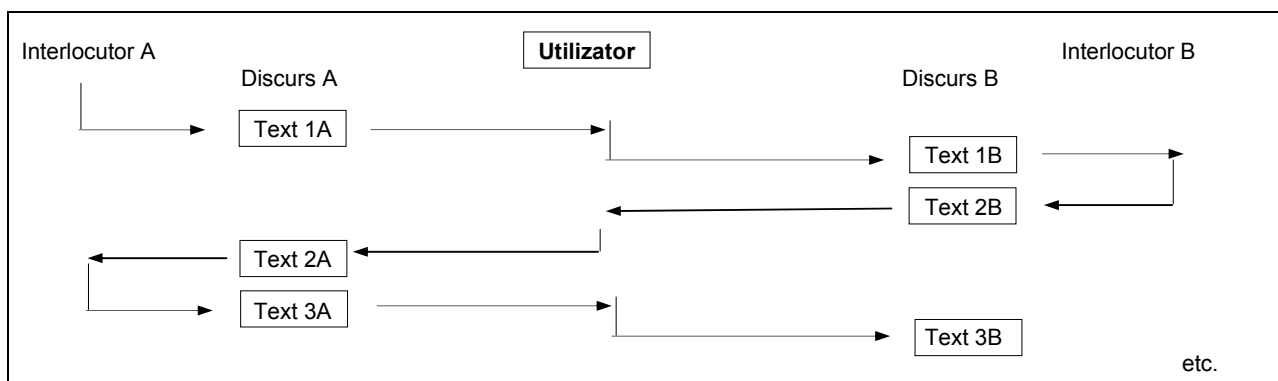 Interlocutor A
Utilizator
Interlocutor B
Discurs A
Discurs B
Text 1A
Text 1B
Text 2B
Text 2A
Text 3A
Text 3B
etc.